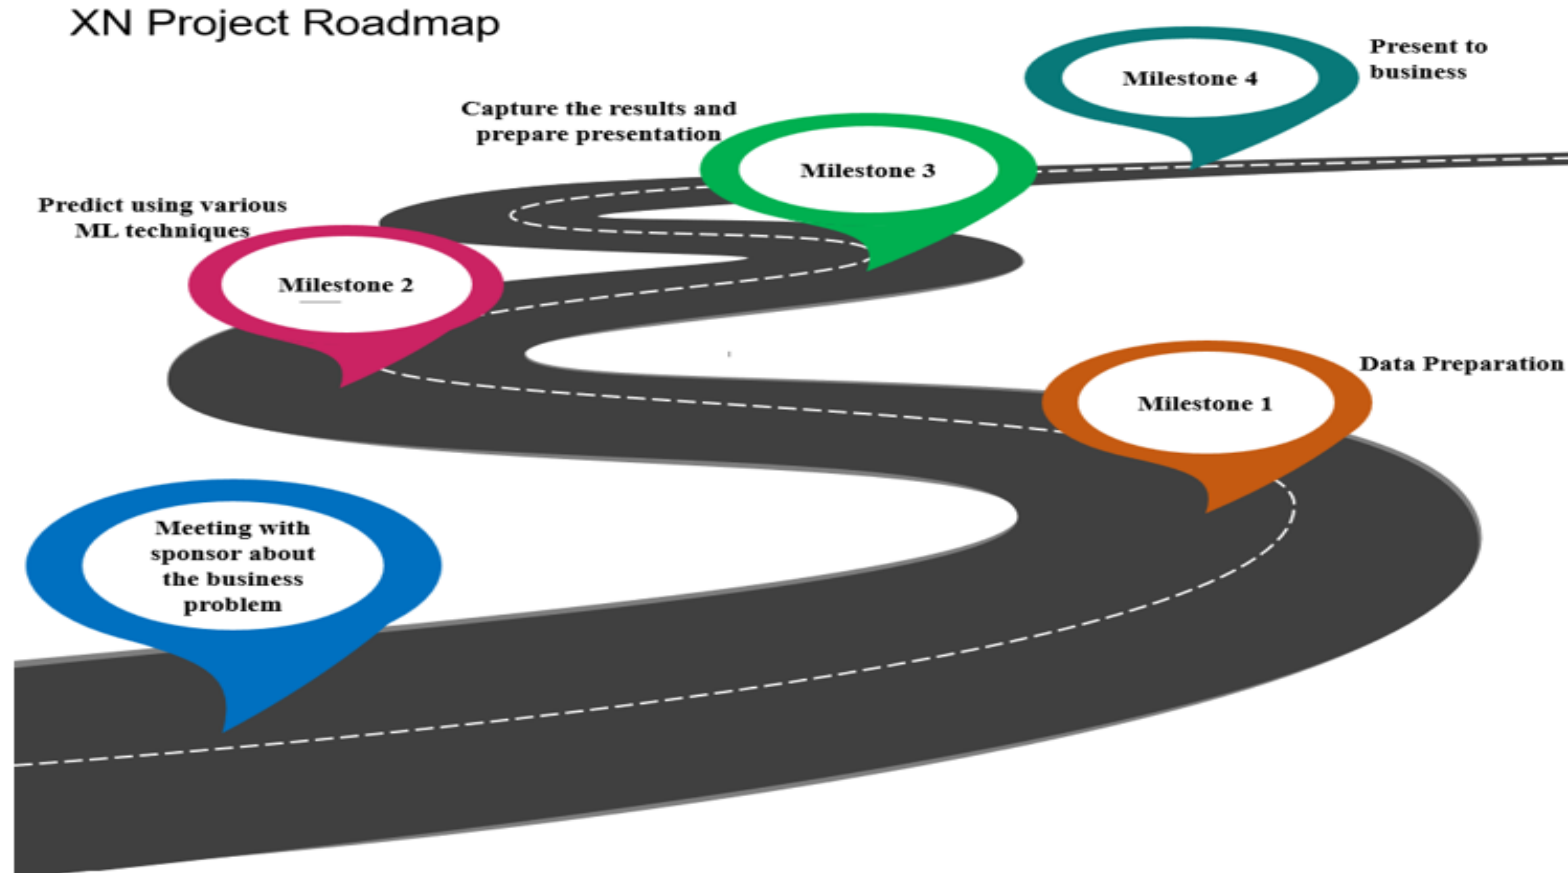 XN Project Roadmap
Present to
business
Milestone 4
Capture the results and
prepare presentation
Milestone 3
Predict using various
ML techniques
Milestone 2
Data Preparation
Milestone 1
Meeting with
sponsor about
the business
problem